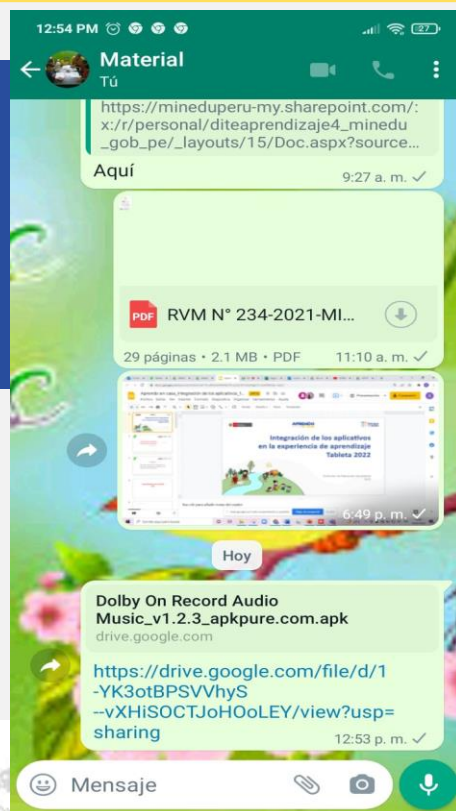 12:54 PM
27
Material
Tú
https://mineduperu-my.sharepoint.com/:
x:/r/personal/diteaprendizaje4_minedu
_gob_pe/_layouts/15/Doc.aspx?source...
Aquí
9:27 a. m.
PDF RVM N° 234-2021-MI...
29 páginas • 2.1 MB • PDF 11:10 a. m.
Integración de los aplicativos
en la experiencia de aprendizaje
Tableta 2022
6:49 p. m.
Hoy
Dolby On Record Audio
Music_v1.2.3_apkpure.com.apk
drive.google.com
https://drive.google.com/file/d/1
-YK3otBPSVVhyS
--vXHiSOCTJoHOoLEY/view?usp=
sharing
12:53 p. m.
Mensaje